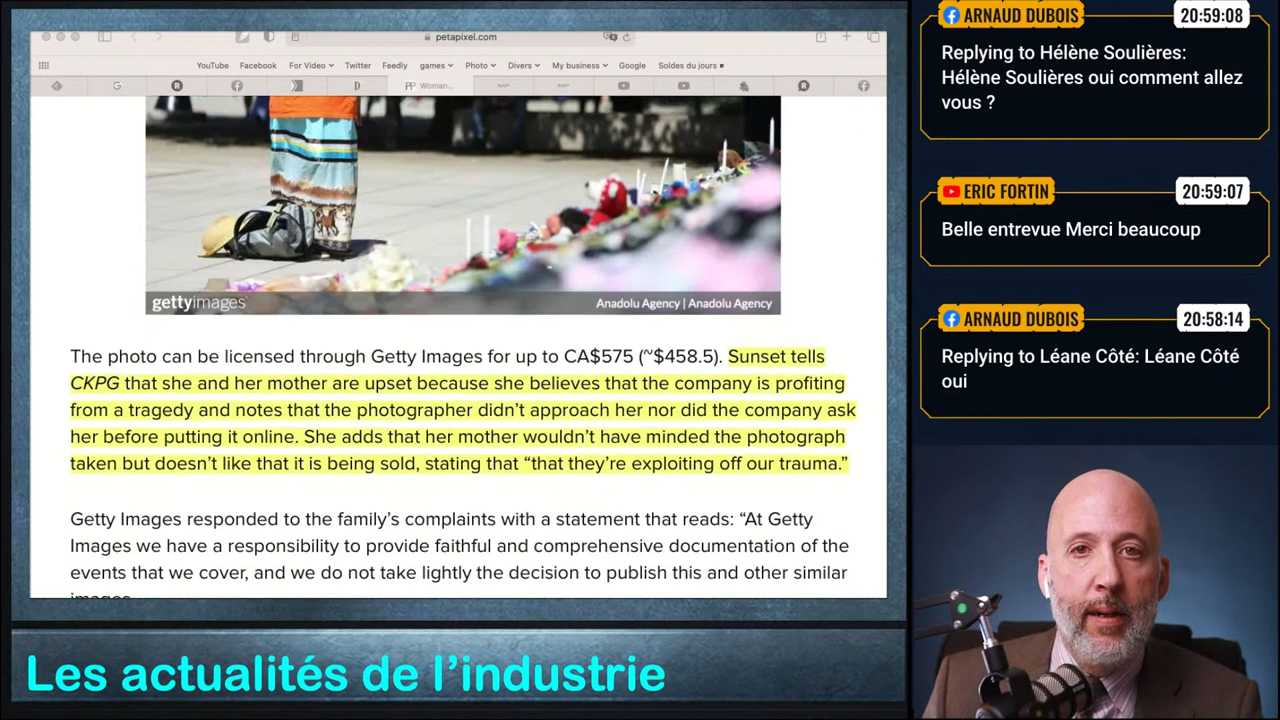 petapixel.com
YouTube Facebook For Video Twitter Feedly games Photo Divers My business Google Soldes du jours
Woman...
gettyimages
Anadolu Agency | Anadolu Agency
The photo can be licensed through Getty Images for up to CA$575 (~$458.5). Sunset tells
CKPG that she and her mother are upset because she believes that the company is profiting
from a tragedy and notes that the photographer didn’t approach her nor did the company ask
her before putting it online. She adds that her mother wouldn’t have minded the photograph
taken but doesn’t like that it is being sold, stating that “that they’re exploiting off our trauma.”
Getty Images responded to the family’s complaints with a statement that reads: “At Getty
Images we have a responsibility to provide faithful and comprehensive documentation of the
events that we cover, and we do not take lightly the decision to publish this and other similar
images
Les actualités de l’industrie
ARNAUD DUBOIS 20:59:08
Replying to Hélène Soulières:
Hélène Soulières oui comment allez
vous ?
ERIC FORTIN 20:59:07
Belle entrevue Merci beaucoup
ARNAUD DUBOIS 20:58:14
Replying to Léane Côté: Léane Côté
oui